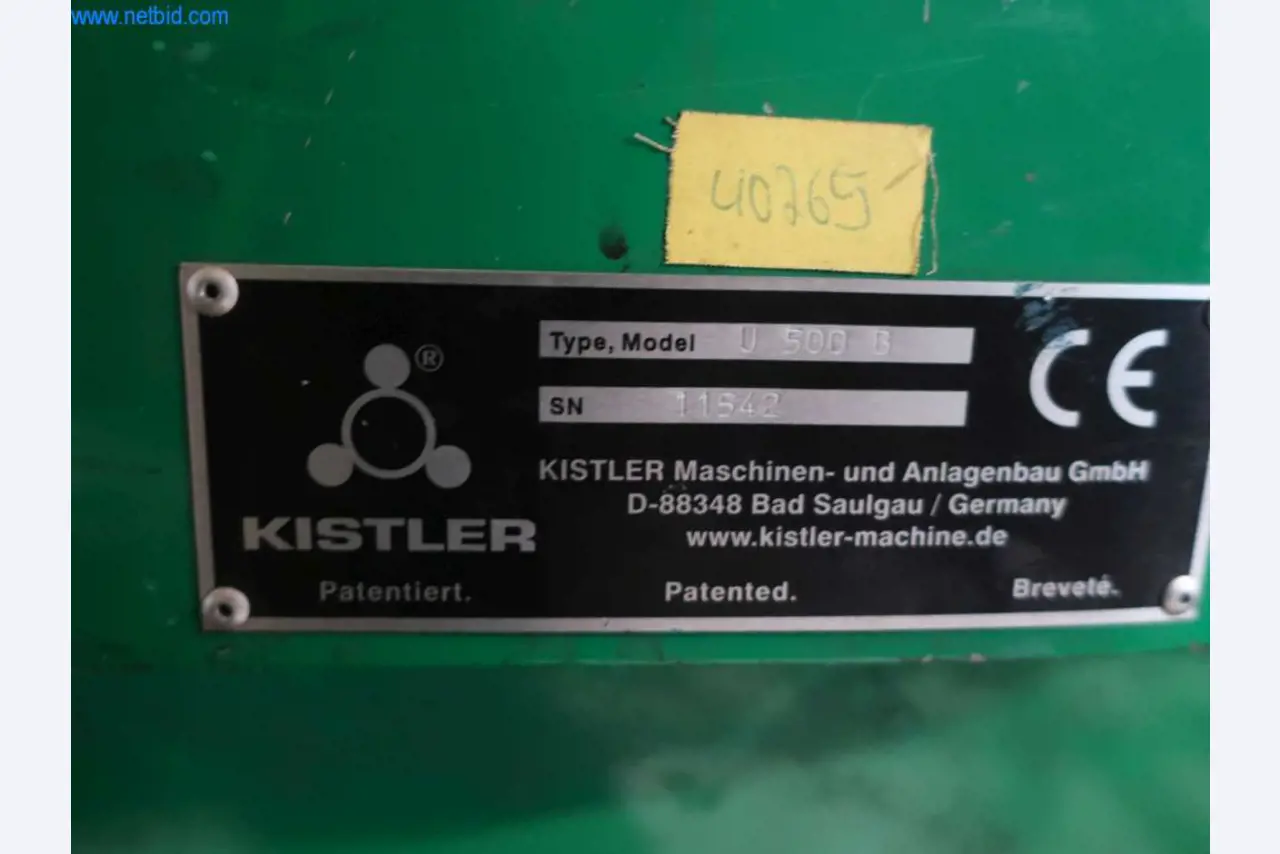 www.netbid.com
40765
Type, Model U 500 B
SN 11542
®
KISTLER
KISTLER Maschinen- und Anlagenbau GmbH
D-88348 Bad Saulgau / Germany
www.kistler-machine.de
Patentiert. Patented. Breveté.
CE